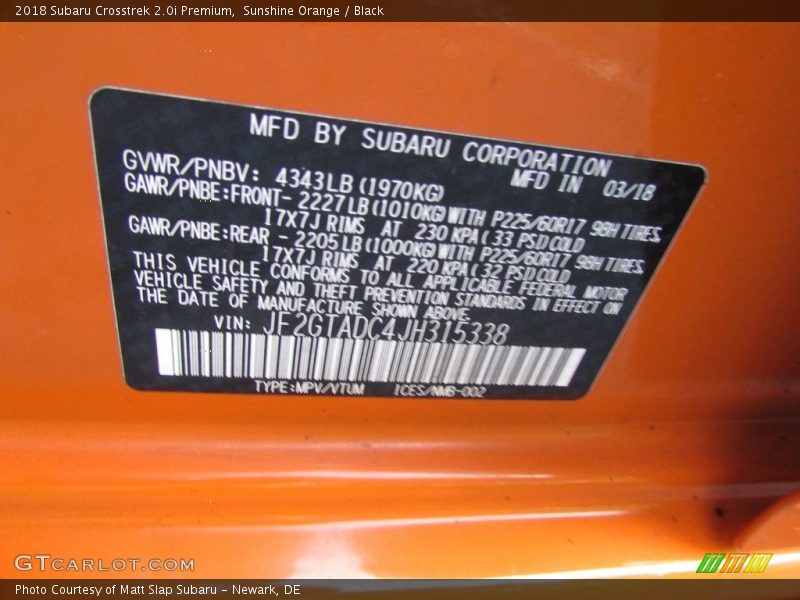 2018 Subaru Crosstrek 2.0i Premium,  Sunshine Orange / Black
MFD BY SUBARU CORPORATION
GVWR/PNBV: 4343LB (1970KG) MFD IN 03/18
GAWR/PNBE:FRONT- 2227LB (1010KG) WITH P225/60R17 98H TIRES.
17X7J RIMS AT 230 KPA ( 33 PSI) COLD
GAWR/PNBE:REAR - 2205LB (1000KG) WITH P225/60R17 98H TIRES.
17X7J RIMS AT 220 KPA ( 32 PSI) COLD
THIS VEHICLE CONFORMS TO ALL APPLICABLE FEDERAL MOTOR
VEHICLE SAFETY AND THEFT PREVENTION STANDARDS IN EFFECT ON
THE DATE OF MANUFACTURE SHOWN ABOVE.
VIN: JF2GTADC4JH315338
TYPE:MPV/VTUM ICES/NMB-002
GTCARLOT.COM
Photo Courtesy of Matt Slap Subaru - Newark, DE